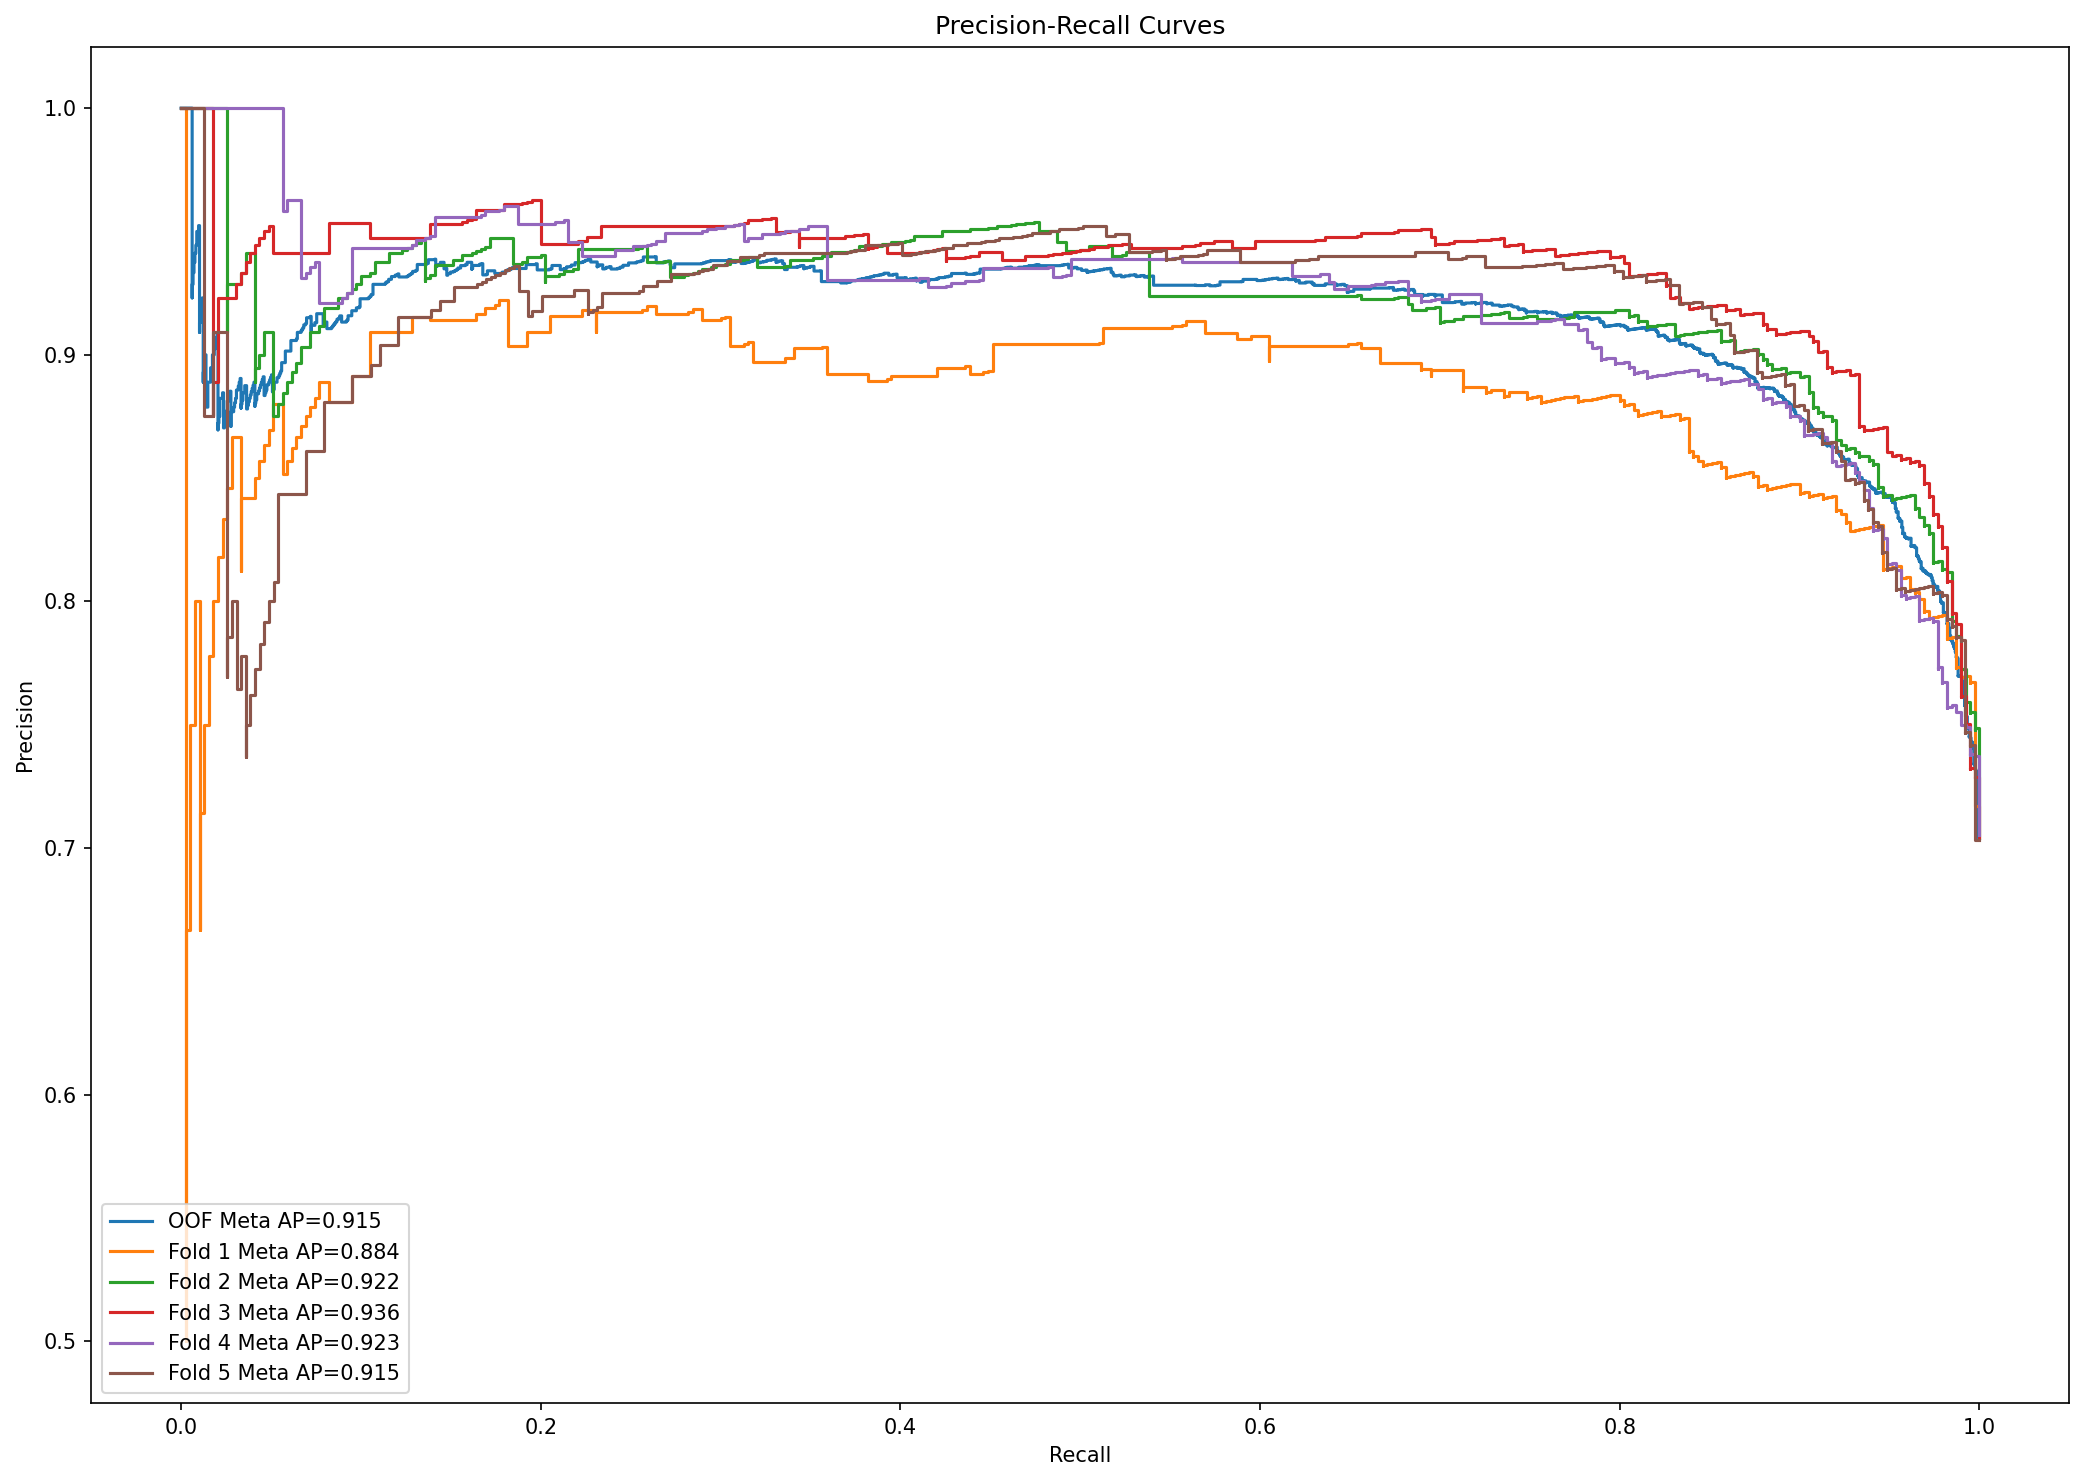 Precision-Recall Curves
1.0
0.9
0.8
0.7
0.6
0.5
Precision
OOF Meta AP=0.915
Fold 1 Meta AP=0.884
Fold 2 Meta AP=0.922
Fold 3 Meta AP=0.936
Fold 4 Meta AP=0.923
Fold 5 Meta AP=0.915
0.0 0.2 0.4 0.6 0.8 1.0
Recall